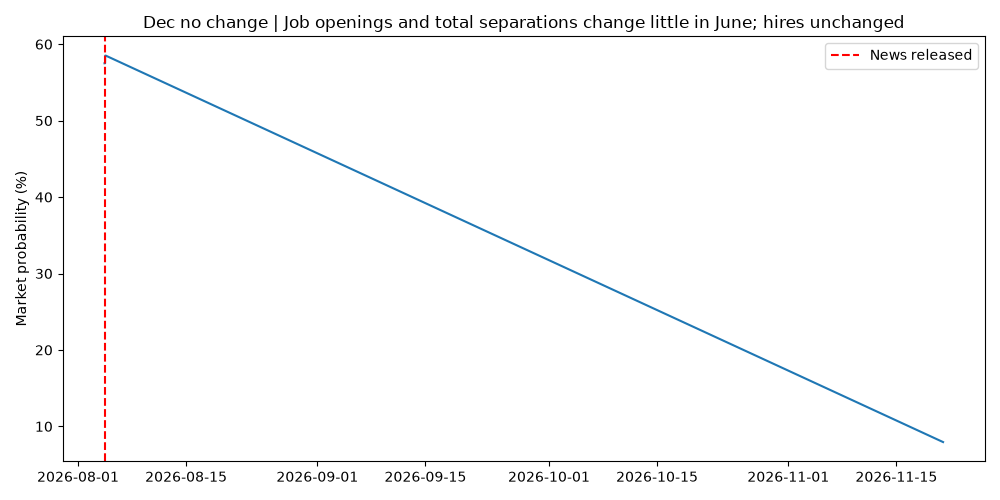 Dec no change | Job openings and total separations change little in June; hires unchanged
News released
Market probability (%)
60
50
40
30
20
10
2026-08-01 2026-08-15 2026-09-01 2026-09-15 2026-10-01 2026-10-15 2026-11-01 2026-11-15